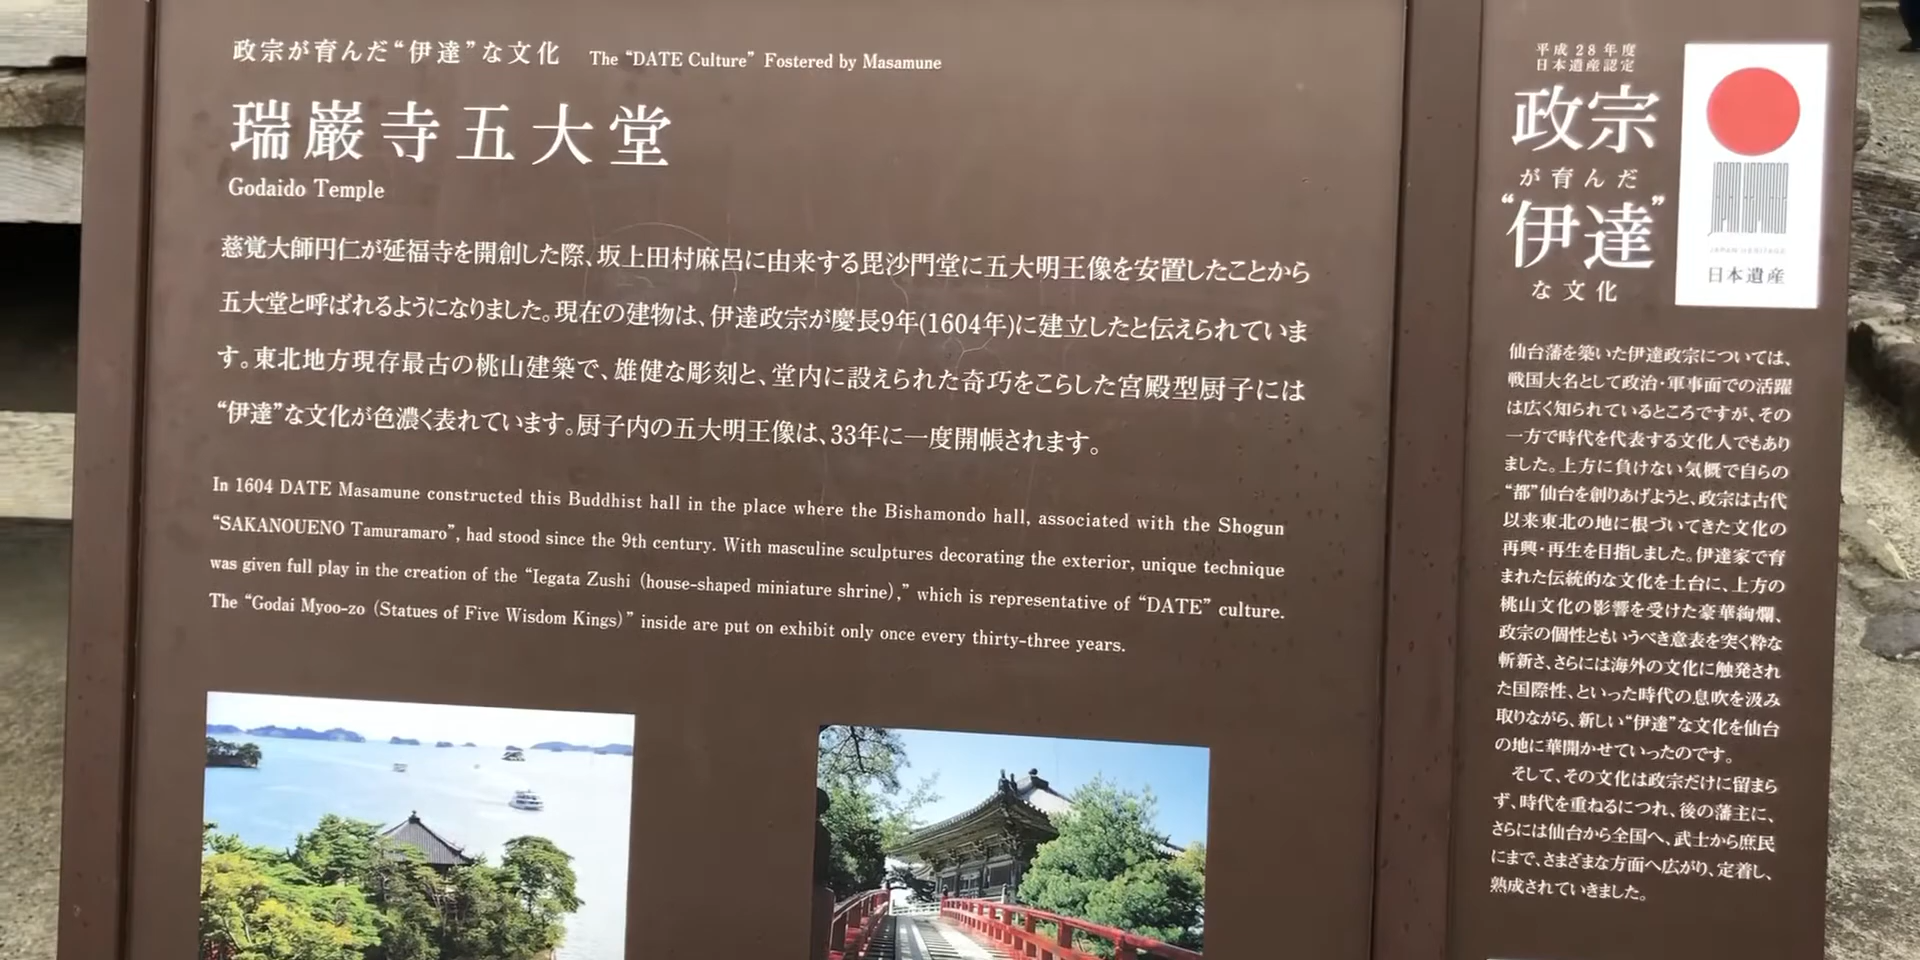 政宗が育んだ“伊達”な文化 The “DATE Culture” Fostered by Masamune
瑞巌寺五大堂
Godaido Temple
慈覚大師円仁が延福寺を開創した際、坂上田村麻呂に由来する毘沙門堂に五大明王像を安置したことから
五大堂と呼ばれるようになりました。現在の建物は、伊達政宗が慶長9年(1604年)に建立したと伝えられていま
す。東北地方現存最古の桃山建築で、雄健な彫刻と、堂内に設えられた奇巧をこらした宮殿型厨子には
“伊達”な文化が色濃く表れています。厨子内の五大明王像は、33年に一度開帳されます。
In 1604 DATE Masamune constructed this Buddhist hall in the place where the Bishamondo hall, associated with the Shogun
“SAKANOUENO Tamuramaro”, had stood since the 9th century. With masculine sculptures decorating the exterior, unique technique
was given full play in the creation of the “Iegata Zushi (house-shaped miniature shrine),” which is representative of “DATE” culture.
The “Godai Myoo-zo (Statues of Five Wisdom Kings)” inside are put on exhibit only once every thirty-three years.
平成28年度
日本遺産認定
政宗
が育んだ
“伊達”
な文化
JAPAN HERITAGE
日本遺産
仙台藩を築いた伊達政宗については、
戦国大名として政治・軍事面での活躍
は広く知られているところですが、その
一方で時代を代表する文化人でもあり
ました。上方に負けない気概で自らの
“都”仙台を創りあげようと、政宗は古代
以来東北の地に根づいてきた文化の
再興・再生を目指しました。伊達家で育
まれた伝統的な文化を土台に、上方の
桃山文化の影響を受けた豪華絢爛、
政宗の個性ともいうべき意表を突く粋な
斬新さ、さらには海外の文化に触発され
た国際性、といった時代の息吹を汲み
取りながら、新しい“伊達”な文化を仙台
の地に華開かせていったのです。
そして、その文化は政宗だけに留まら
ず、時代を重ねるにつれ、後の藩主に、
さらには仙台から全国へ、武士から庶民
にまで、さまざまな方面へ広がり、定着し、
熟成されていきました。